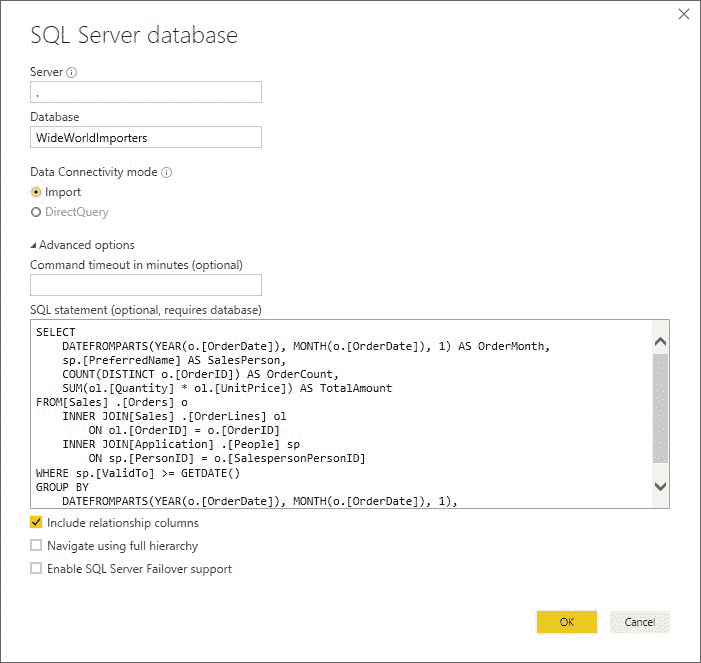 SQL Server database
Server
.
Database
WideWorldImporters
Data Connectivity mode
Import
DirectQuery
Advanced options
Command timeout in minutes (optional)
SQL statement (optional, requires database)
SELECT
    DATEFROMPARTS(YEAR(o.[OrderDate]), MONTH(o.[OrderDate]), 1) AS OrderMonth,
    sp.[PreferredName] AS SalesPerson,
    COUNT(DISTINCT o.[OrderID]) AS OrderCount,
    SUM(ol.[Quantity] * ol.[UnitPrice]) AS TotalAmount
FROM[Sales] .[Orders] o
    INNER JOIN[Sales] .[OrderLines] ol
        ON ol.[OrderID] = o.[OrderID]
    INNER JOIN[Application] .[People] sp
        ON sp.[PersonID] = o.[SalespersonPersonID]
WHERE sp.[ValidTo] >= GETDATE()
GROUP BY
    DATEFROMPARTS(YEAR(o.[OrderDate]), MONTH(o.[OrderDate]), 1),
Include relationship columns
Navigate using full hierarchy
Enable SQL Server Failover support
OK
Cancel